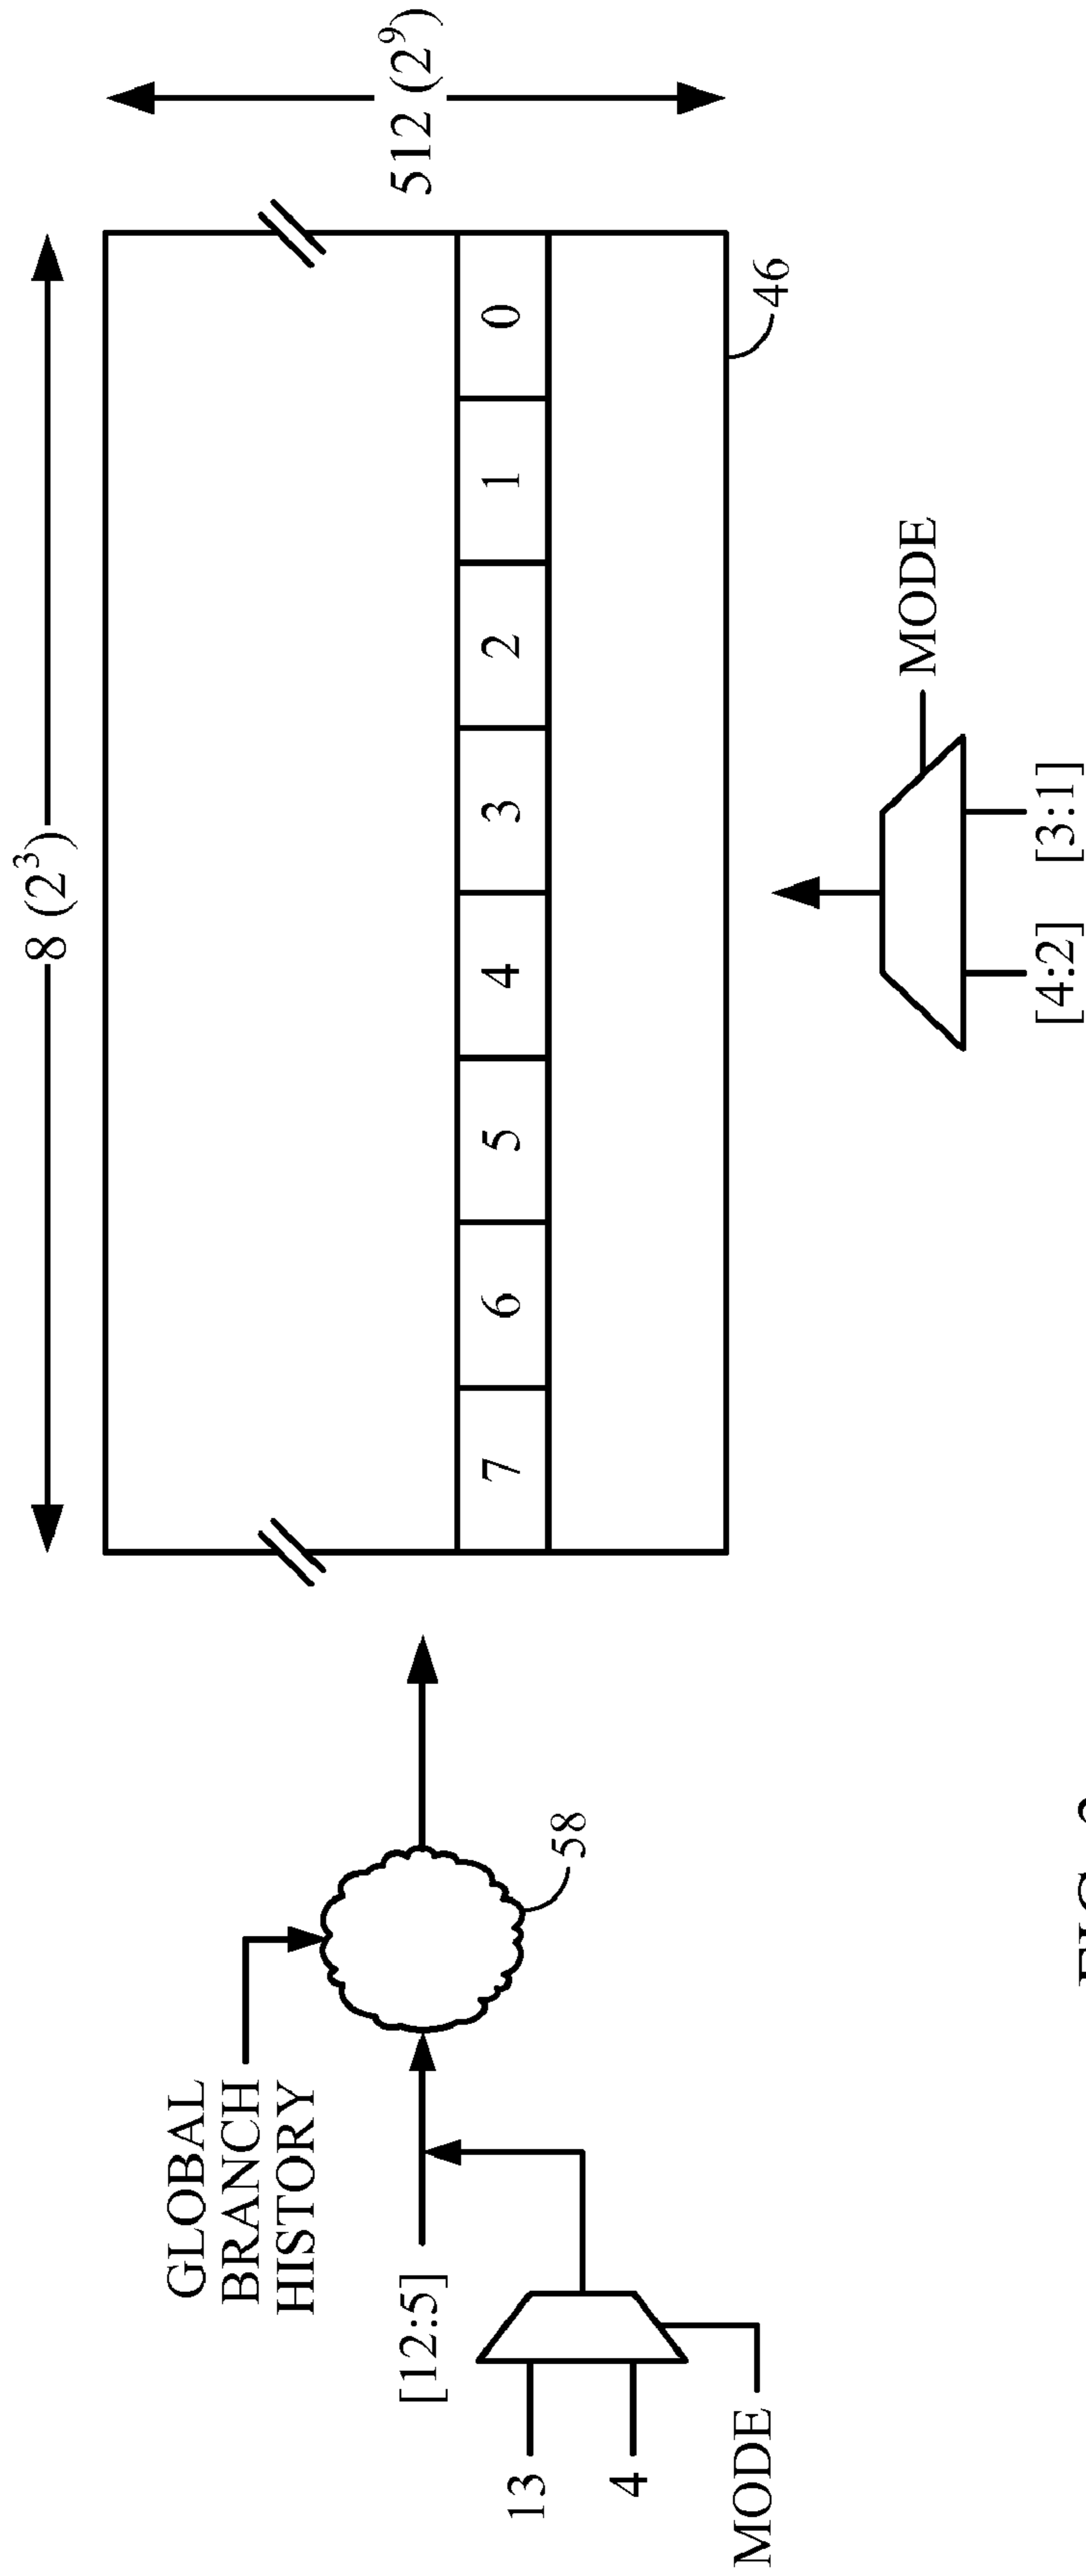 8 (2³)
512 (2⁹)
GLOBAL
BRANCH
HISTORY
[12:5]
13
4
MODE
58
7 6 5 4 3 2 1 0
46
MODE
[4:2] [3:1]